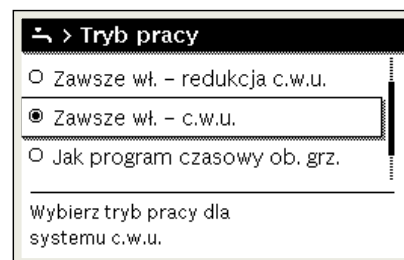 > Tryb pracy
Zawsze wł. – redukcja c.w.u.
Zawsze wł. – c.w.u.
Jak program czasowy ob. grz.
Wybierz tryb pracy dla
systemu c.w.u.